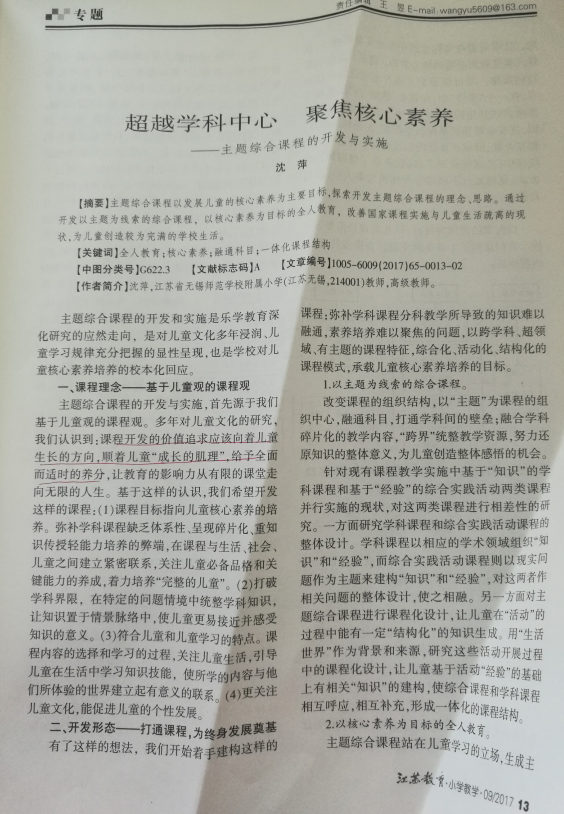 专题
责任编辑 王 昱 E-mail:wangyu5609@163.com
超越学科中心 聚焦核心素养
——主题综合课程的开发与实施
沈 萍
【摘要】主题综合课程以发展儿童的核心素养为主要目标,探索开发主题综合课程的理念、思路。通过
开发以主题为线索的综合课程，以核心素养为目标的全人教育，改善国家课程实施与儿童生活疏离的现
状,为儿童创造较为完满的学校生活。
【关键词】全人教育;核心素养;融通科目;一体化课程结构
【中图分类号】G622.3 【文献标志码】A 【文章编号】1005-6009(2017)65-0013-02
【作者简介】沈萍,江苏省无锡师范学校附属小学(江苏无锡,214001)教师,高级教师。
主题综合课程的开发和实施是乐学教育深
化研究的应然走向，是对儿童文化多年浸润、儿
童学习规律充分把握的显性呈现,也是学校对儿
童核心素养培养的校本化回应。
一、课程理念——基于儿童观的课程观
主题综合课程的开发与实施,首先源于我们
基于儿童观的课程观。多年对儿童文化的研究,
我们认识到:课程开发的价值追求应该向着儿童
生长的方向,顺着儿童“成长的肌理”,给予全面
而适时的养分,让教育的影响力从有限的课堂走
向无限的人生。基于这样的认识,我们希望开发
这样的课程:(1)课程目标指向儿童核心素养的培
养。弥补学科课程缺乏体系性、呈现碎片化、重知
识传授轻能力培养的弊端,在课程与生活、社会、
儿童之间建立紧密联系,关注儿童必备品格和关
键能力的养成,着力培养“完整的儿童”。(2)打破
学科界限，在特定的问题情境中统整学科知识,
让知识置于情景脉络中,使儿童更易接近并感受
知识的意义。(3)符合儿童和儿童学习的特点。课
程内容的选择和学习的过程,关注儿童生活,引导
儿童在生活中学习知识技能，使所学的内容与他
们所体验的世界建立起有意义的联系。(4)更关注
儿童文化,能促进儿童的个性发展。
二、开发形态——打通课程,为终身发展奠基
有了这样的想法，我们开始着手建构这样的
课程:弥补学科课程分科教学所导致的知识难以
融通,素养培养难以聚焦的问题,以跨学科、超领
域、有主题的课程特征,综合化、活动化、结构化的
课程模式,承载儿童核心素养培养的目标。
1.以主题为线索的综合课程。
改变课程的组织结构,以“主题”为课程的组
织中心,融通科目,打通学科间的壁垒;融合学科
碎片化的教学内容,“跨界”统整教学资源,努力还
原知识的整体意义,为儿童创造整体感悟的机会。
针对现有课程教学实施中基于“知识”的学
科课程和基于“经验”的综合实践活动两类课程
并行实施的现状,对这两类课程进行相差性的研
究。一方面研究学科课程和综合实践活动课程的
整体设计。学科课程以相应的学术领域组织“知
识”和“经验”,而综合实践活动课程则以现实问
题作为主题来建构“知识”和“经验”,对这两者作
相关问题的整体设计,使之相融。另一方面对主
题综合课程进行课程化设计,让儿童在“活动”的
过程中能有一定“结构化”的知识生成。用“生活
世界”作为背景和来源,研究这些活动开展过程
中的课程化设计,让儿童基于活动“经验”的基础
上有相关“知识”的建构,使综合课程和学科课程
相互呼应,相互补充,形成一体化的课程结构。
2.以核心素养为目标的全人教育。
主题综合课程站在儿童学习的立场,生成主
江苏教育·小学教学·09/2017 13